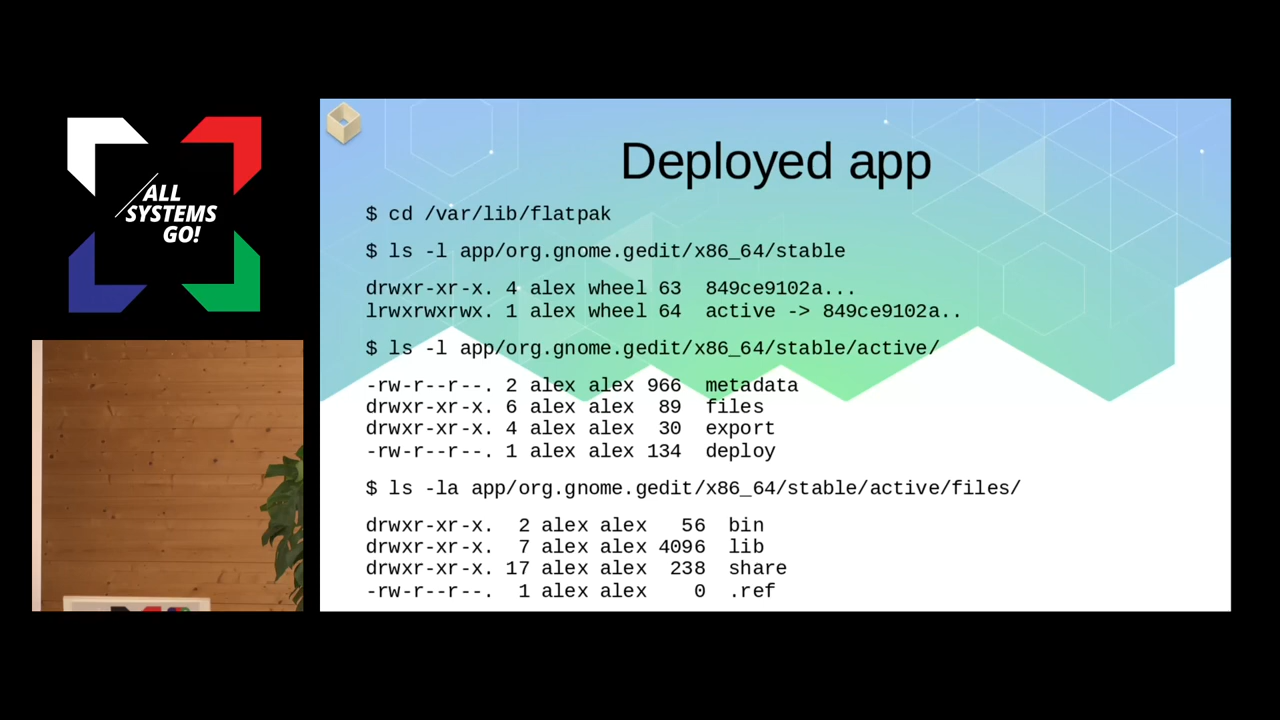 ALL
SYSTEMS
GO!
Deployed app
$ cd /var/lib/flatpak
$ ls -l app/org.gnome.gedit/x86_64/stable
drwxr-xr-x. 4 alex wheel 63  849ce9102a...
lrwxrwxrwx. 1 alex wheel 64  active -> 849ce9102a..
$ ls -l app/org.gnome.gedit/x86_64/stable/active/
-rw-r--r--. 2 alex alex 966  metadata
drwxr-xr-x. 6 alex alex  89  files
drwxr-xr-x. 4 alex alex  30  export
-rw-r--r--. 1 alex alex 134  deploy
$ ls -la app/org.gnome.gedit/x86_64/stable/active/files/
drwxr-xr-x.  2 alex alex   56  bin
drwxr-xr-x.  7 alex alex 4096  lib
drwxr-xr-x. 17 alex alex  238  share
-rw-r--r--.  1 alex alex    0  .ref